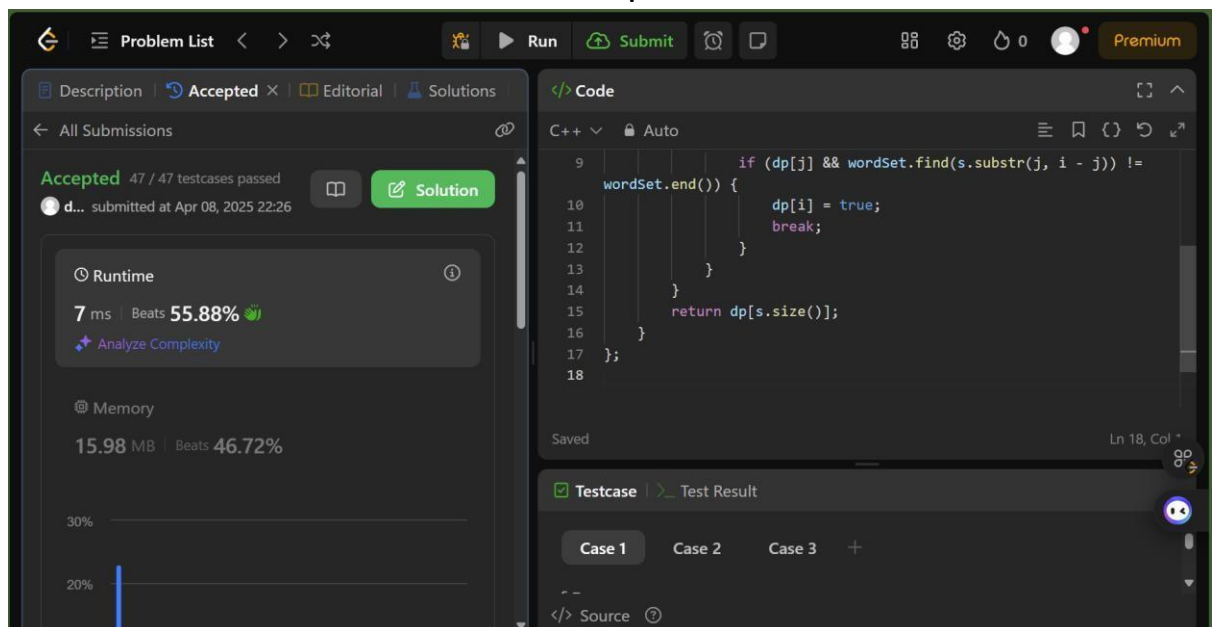 Problem List
Run
Submit
0
Premium
Description
Accepted
Editorial
Solutions
All Submissions
Accepted 47 / 47 testcases passed
d... submitted at Apr 08, 2025 22:26
Solution
Runtime
7 ms Beats 55.88%
Analyze Complexity
Memory
15.98 MB Beats 46.72%
30%
20%
</> Code
C++ Auto
9 if (dp[j] && wordSet.find(s.substr(j, i - j)) !=
wordSet.end()) {
10 dp[i] = true;
11 break;
12 }
13 }
14 }
15 return dp[s.size()];
16 }
17 };
18
Saved
Ln 18, Col
Testcase >_ Test Result
Case 1 Case 2 Case 3 +
</> Source